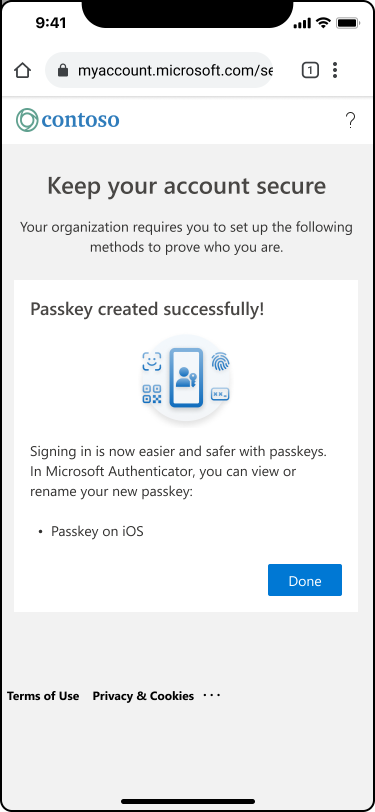 9:41
myaccount.microsoft.com/se
1
contoso
?
Keep your account secure
Your organization requires you to set up the following
methods to prove who you are.
Passkey created successfully!
Signing in is now easier and safer with passkeys.
In Microsoft Authenticator, you can view or
rename your new passkey:
• Passkey on iOS
Done
Terms of Use Privacy & Cookies ···